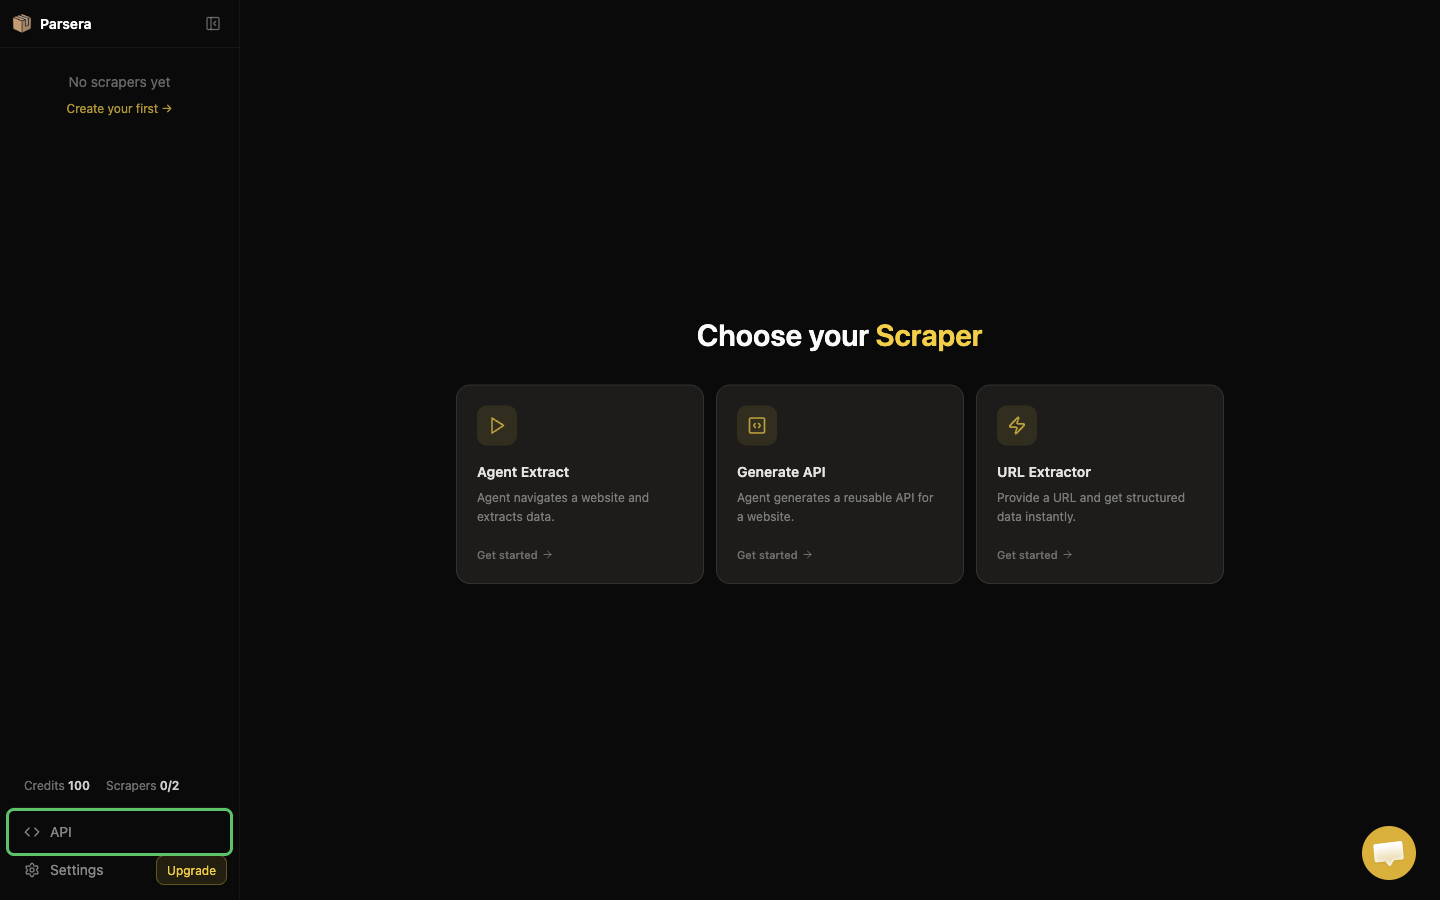 Parsera
No scrapers yet
Create your first →
Choose your Scraper
Agent Extract
Agent navigates a website and
extracts data.
Get started →
Generate API
Agent generates a reusable API for
a website.
Get started →
URL Extractor
Provide a URL and get structured
data instantly.
Get started →
Credits 100 Scrapers 0/2
API
Settings
Upgrade